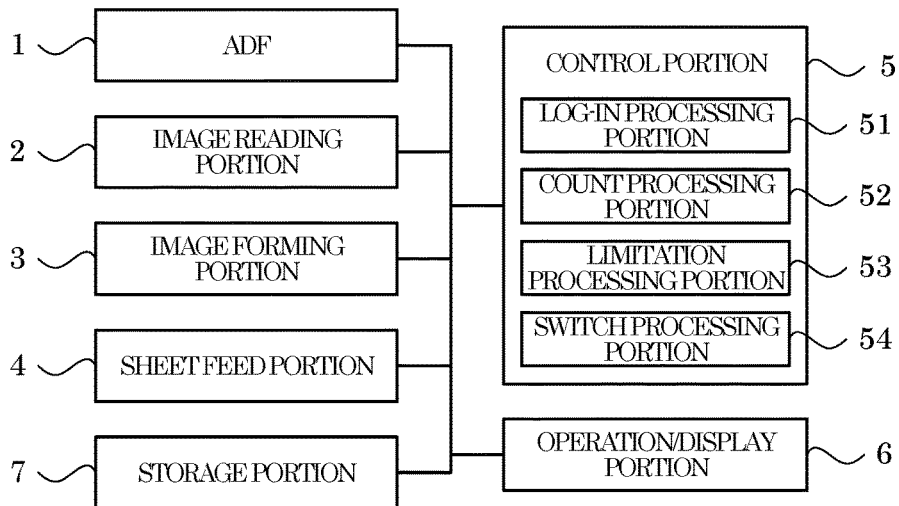 1
ADF
2
IMAGE READING
PORTION
3
IMAGE FORMING
PORTION
4
SHEET FEED PORTION
7
STORAGE PORTION
CONTROL PORTION
5
LOG-IN PROCESSING
PORTION
51
COUNT PROCESSING
PORTION
52
LIMITATION
PROCESSING PORTION
53
SWITCH PROCESSING
PORTION
54
OPERATION/DISPLAY
PORTION
6